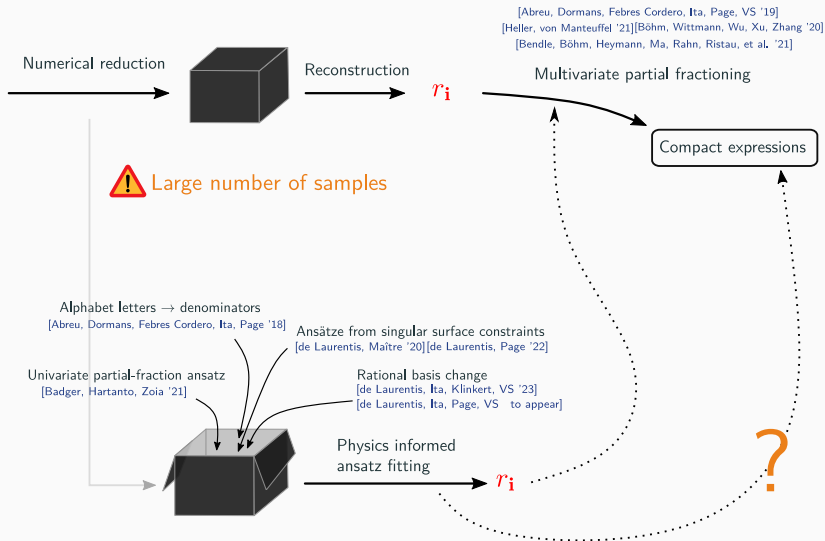 [Abreu, Dormans, Febres Cordero, Ita, Page, VS '19]
[Heller, von Manteuffel '21][Böhm, Wittmann, Wu, Xu, Zhang '20]
[Bendle, Böhm, Heymann, Ma, Rahn, Ristau, et al. '21]
Numerical reduction
Reconstruction
r_i
Multivariate partial fractioning
Compact expressions
! Large number of samples
Alphabet letters → denominators
[Abreu, Dormans, Febres Cordero, Ita, Page '18]
Ansätze from singular surface constraints
[de Laurentis, Maître '20][de Laurentis, Page '22]
Univariate partial-fraction ansatz
[Badger, Hartanto, Zoia '21]
Rational basis change
[de Laurentis, Ita, Klinkert, VS '23]
[de Laurentis, Ita, Page, VS to appear]
Physics informed
ansatz fitting
r_i
?